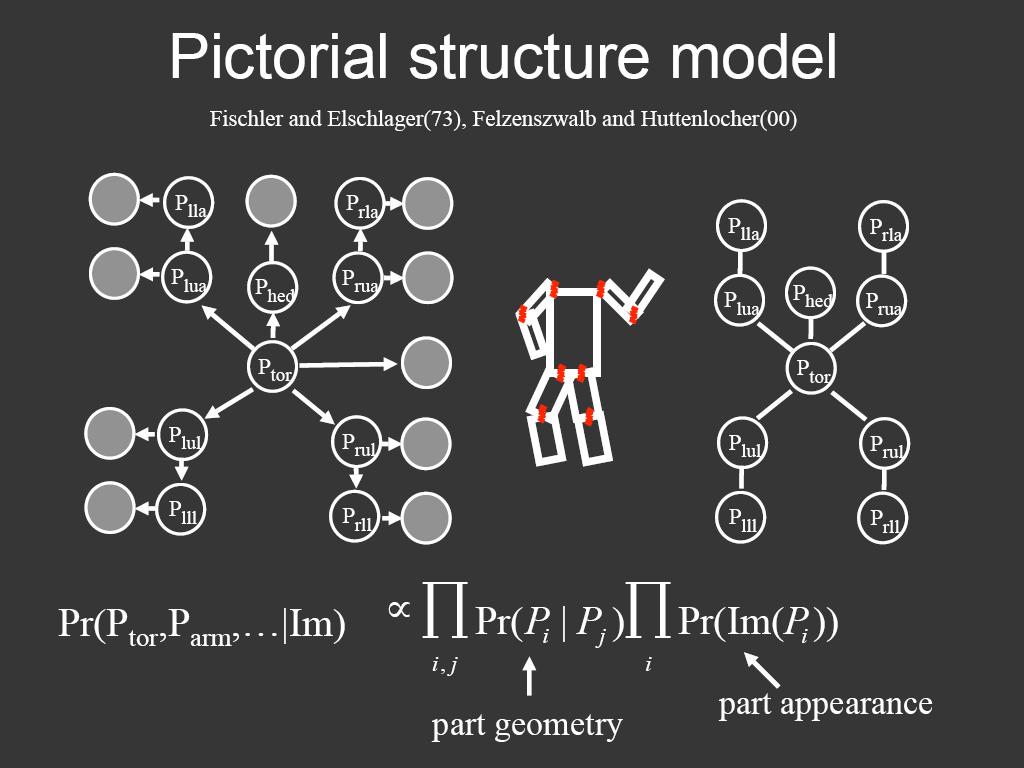 Pictorial structure model
Fischler and Elschlager(73), Felzenszwalb and Huttenlocher(00)
Plla
Prla
Plua
Phed
Prua
Ptor
Plul
Prul
Plll
Prll
Plla
Prla
Plua
Phed
Prua
Ptor
Plul
Prul
Plll
Prll
Pr(Ptor,Parm,…|Im) ∝ ∏ Pr(Pi | Pj) ∏ Pr(Im(Pi))
i, j
i
part geometry
part appearance